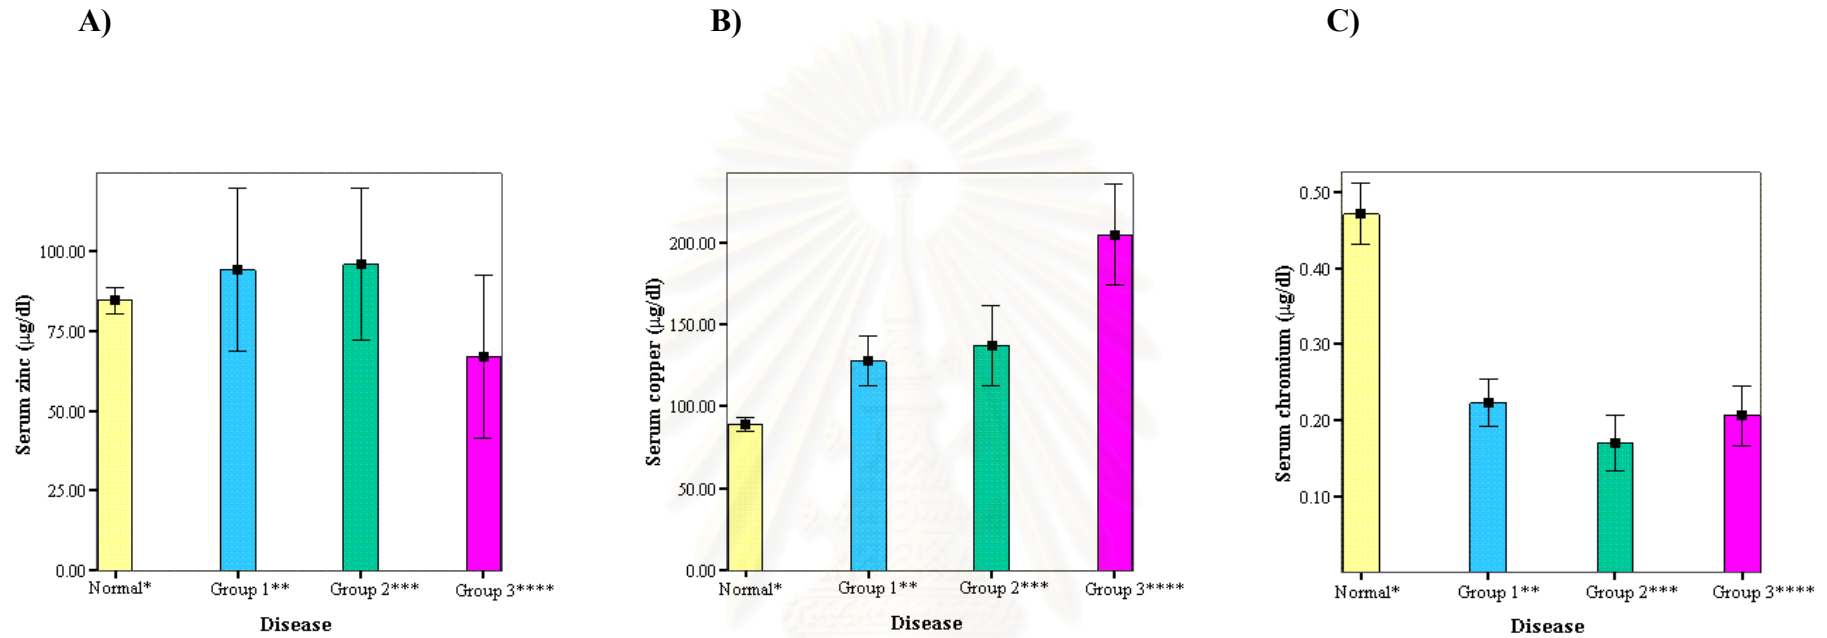 A)
Serum zinc (µg/dl)
100.00
75.00
50.00
25.00
0.00
Normal*
Group 1**
Group 2***
Group 3****
Disease
B)
Serum copper (µg/dl)
200.00
150.00
100.00
50.00
0.00
Normal*
Group 1**
Group 2***
Group 3****
Disease
C)
Serum chromium (µg/dl)
0.50
0.40
0.30
0.20
0.10
Normal*
Group 1**
Group 2***
Group 3****
Disease